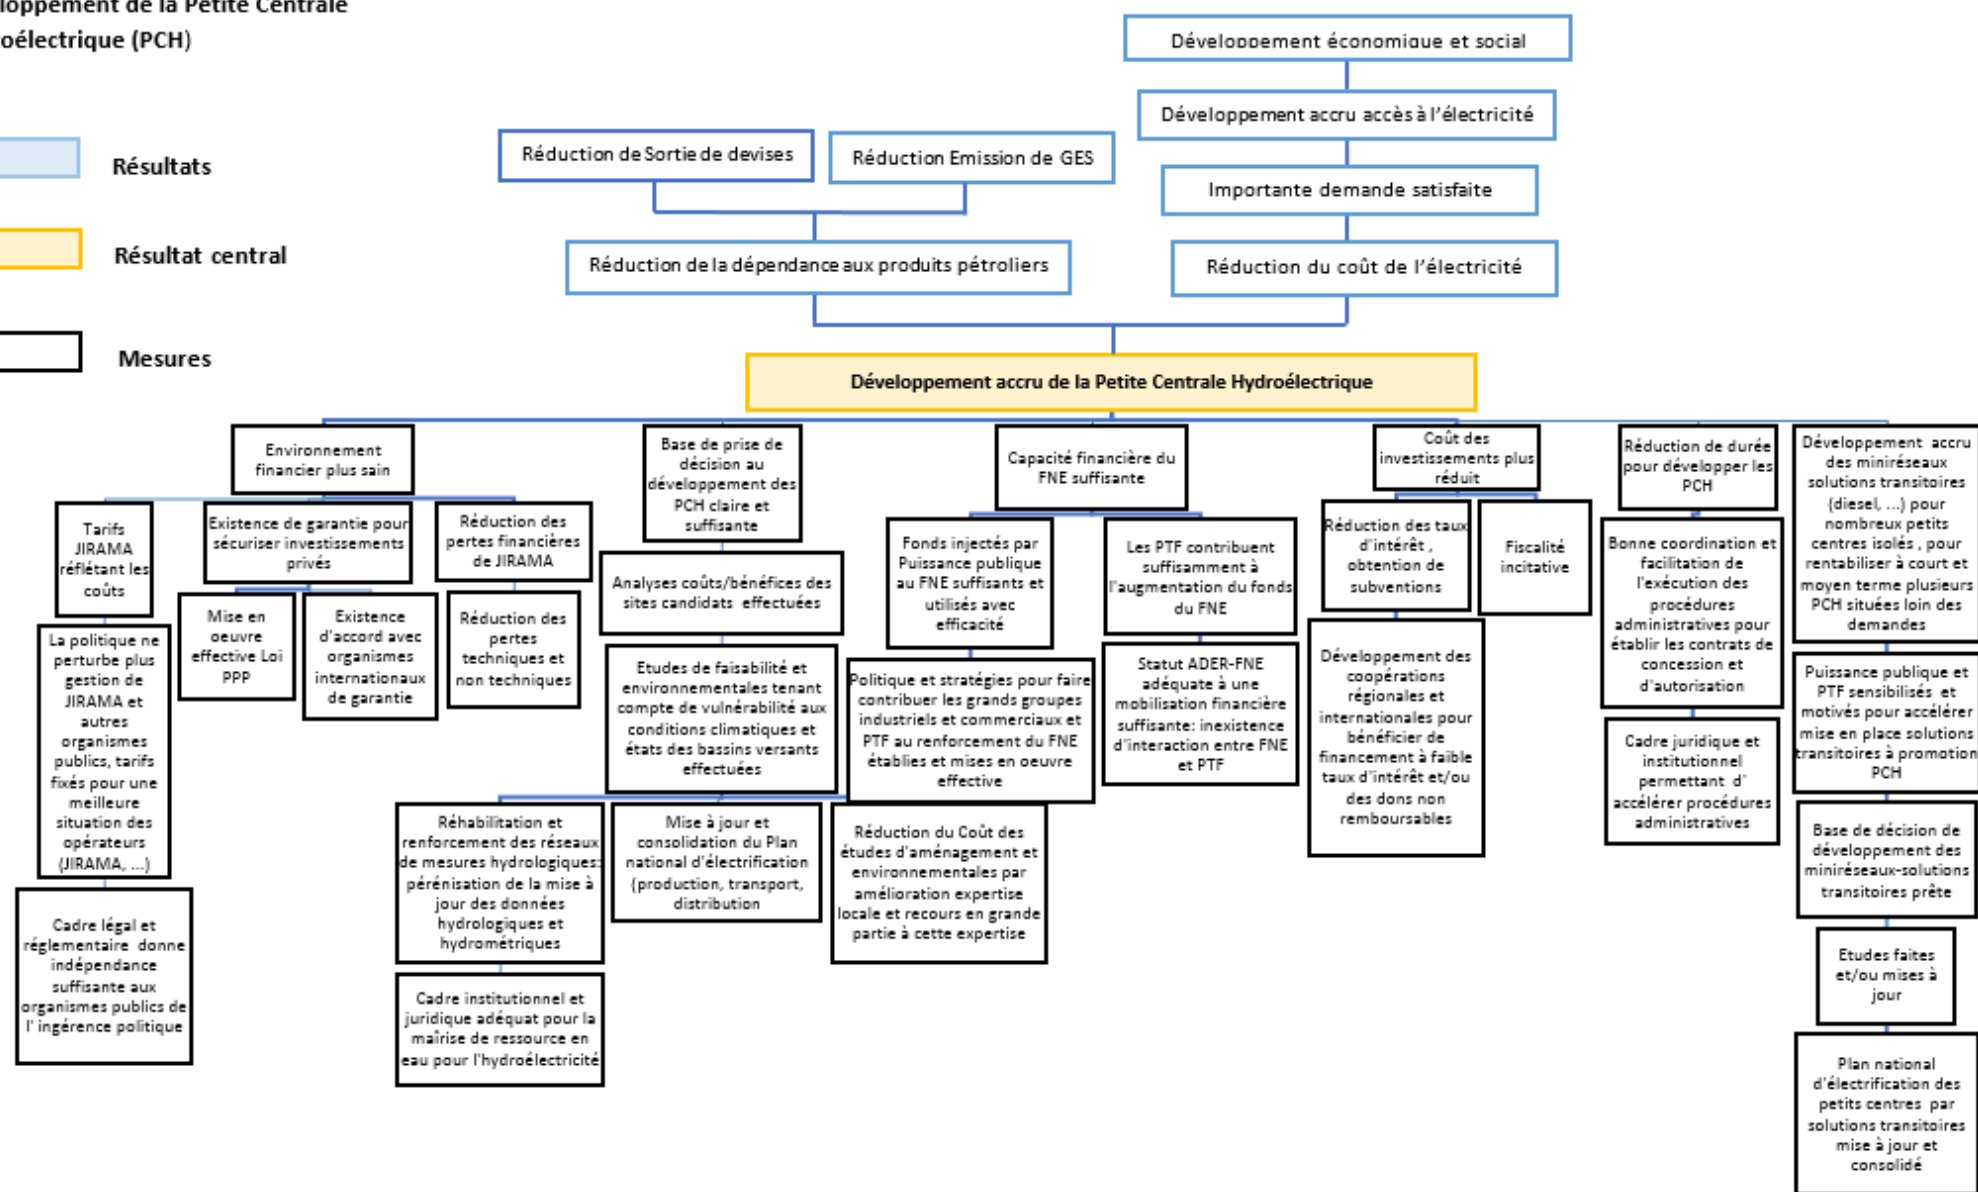 loppement de la Petite Centrale
oélectrique (PCH)
Résultats
Résultat central
Mesures
Développement économique et social
Développement accru accès à l'électricité
Importante demande satisfaite
Réduction du coût de l'électricité
Réduction de Sortie de devises
Réduction Emission de GES
Réduction de la dépendance aux produits pétroliers
Développement accru de la Petite Centrale Hydroélectrique
Environnement
financier plus sain
Tarifs
JIRAMA
réflétant les
coûts
La politique ne
perturbe plus
gestion de
JIRAMA et
autres
organismes
publics, tarifs
fixés pour une
meilleure
situation des
opérateurs
(JIRAMA, ...)
Cadre légal et
réglementaire donne
indépendance
suffisante aux
organismes publics de
l' ingérence politique
Existence de garantie pour
sécuriser investissements
privés
Mise en
oeuvre
effective Loi
PPP
Existence
d'accord avec
organismes
internationaux
de garantie
Réduction des
pertes financières
de JIRAMA
Réduction des
pertes
techniques et
non techniques
Base de prise de
décision au
développement des
PCH claire et
suffisante
Analyses coûts/bénéfices des
sites candidats effectuées
Etudes de faisabilité et
environnementales tenant
compte de vulnérabilité aux
conditions climatiques et
états des bassins versants
effectuées
Réhabilitation et
renforcement des réseaux
de mesures hydrologiques:
pérénisation de la mise à
jour des données
hydrologiques et
hydrométriques
Cadre institutionnel et
juridique adéquat pour la
maîrise de ressource en
eau pour l'hydroélectricité
Mise à jour et
consolidation du Plan
national d'électrification
(production, transport,
distribution
Réduction du Coût des
études d'aménagement et
environnementales par
amélioration expertise
locale et recours en grande
partie à cette expertise
Capacité financière du
FNE suffisante
Fonds injectés par
Puissance publique
au FNE suffisants et
utilisés avec
efficacité
Politique et stratégies pour faire
contribuer les grands groupes
industriels et commerciaux et
PTF au renforcement du FNE
établies et mises en oeuvre
effective
Les PTF contribuent
suffisamment à
l'augmentation du fonds
du FNE
Statut ADER-FNE
adéquate à une
mobilisation financière
suffisante: inexistence
d'interaction entre FNE
et PTF
Coût des
investissements plus
réduit
Réduction des taux
d'intérêt ,
obtention de
subventions
Développement des
coopérations
régionales et
internationales pour
bénéficier de
financement à faible
taux d'intérêt et/ou
des dons non
remboursables
Fiscalité
incitative
Réduction de durée
pour développer les
PCH
Bonne coordination et
facilitation de
l'exécution des
procédures
administratives pour
établir les contrats de
concession et
d'autorisation
Cadre juridique et
institutionnel
permettant d'
accélérer procédures
administratives
Développement accru
des miniréseaux
solutions transitoires
(diesel, ...) pour
nombreux petits
centres isolés , pour
rentabiliser à court et
moyen terme plusieurs
PCH situées loin des
demandes
Puissance publique et
PTF sensibilisés et
motivés pour accélérer
mise en place solutions
transitoires à promotion
PCH
Base de décision de
développement des
miniréseaux-solutions
transitoires prête
Etudes faites
et/ou mises à
jour
Plan national
d'électrification des
petits centres par
solutions transitoires
mise à jour et
consolidé